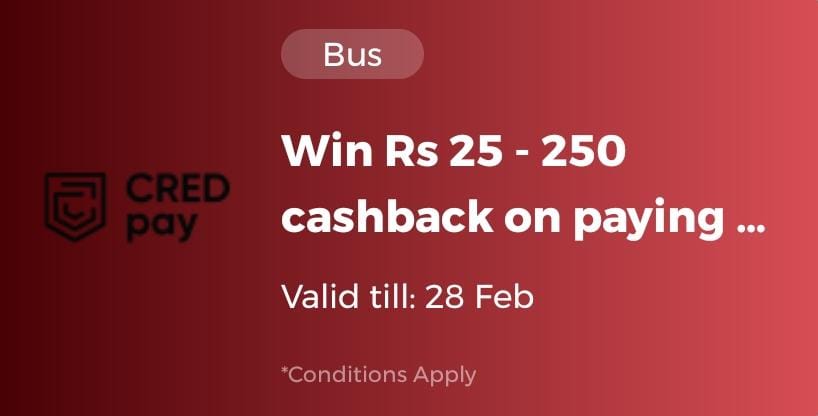 Bus
CRED
pay
Win Rs 25 - 250
cashback on paying ...
Valid till: 28 Feb
*Conditions Apply